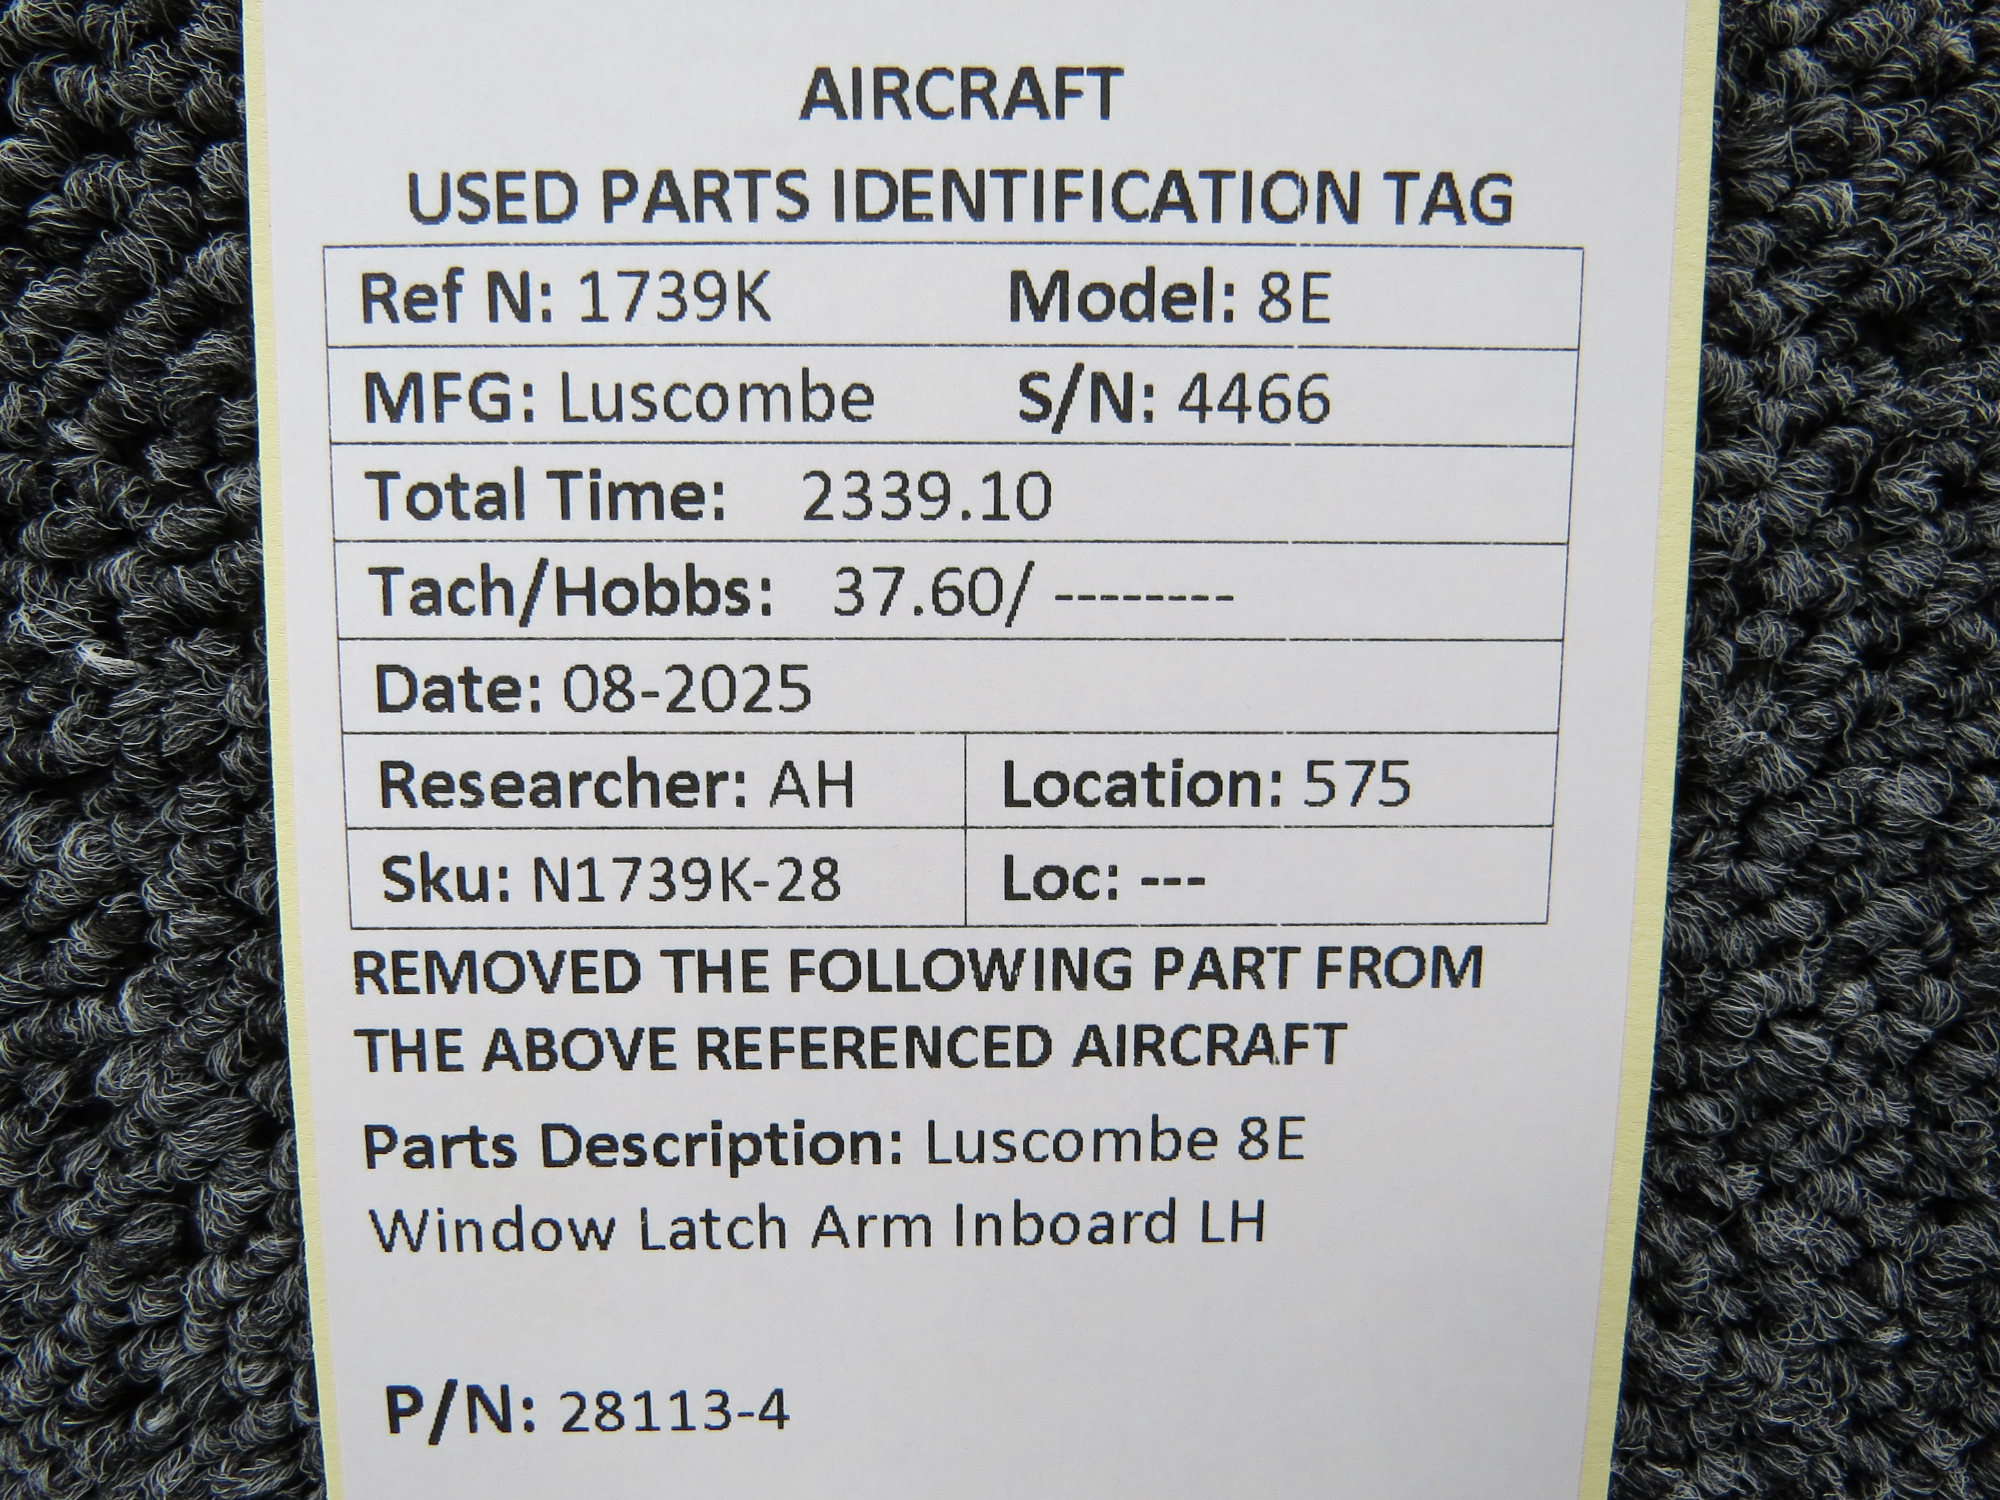 AIRCRAFT
USED PARTS IDENTIFICATION TAG
Ref N: 1739K Model: 8E
MFG: Luscombe S/N: 4466
Total Time: 2339.10
Tach/Hobbs: 37.60/ --------
Date: 08-2025
Researcher: AH Location: 575
Sku: N1739K-28 Loc: ---
REMOVED THE FOLLOWING PART FROM
THE ABOVE REFERENCED AIRCRAFT
Parts Description: Luscombe 8E
Window Latch Arm Inboard LH
P/N: 28113-4